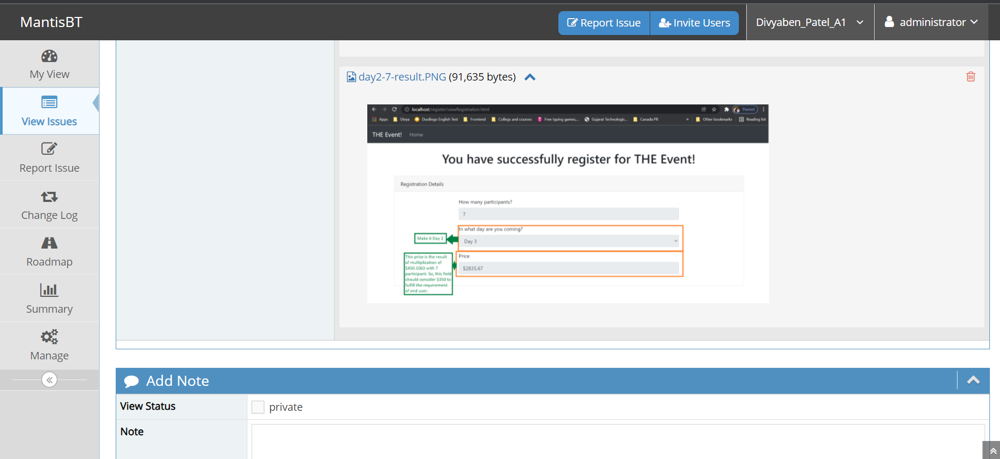 MantisBT
Report Issue
Invite Users
Divyaben_Patel_A1
administrator
My View
View Issues
Report Issue
Change Log
Roadmap
Summary
Manage
day2-7-result.PNG (91,635 bytes)
localhost/register/viewRegistration.html
Paused
Apps
Divya
Duolingo English Test
Frontend
Collegs and courses
Free typing games,...
Gujarat Technologic...
Canada PR
»
Other bookmarks
Reading list
THE Event!
Home
You have successfully register for THE Event!
Registration Details
How many participants?
7
In what day are you coming?
Make it Day 2
Day 3
Price
$2835.67
This price is the result
of multiplication of
$450.1063 with 7
participant. So, this field
should consider $350 to
fulfill the requirement
of end user.
Add Note
View Status
private
Note